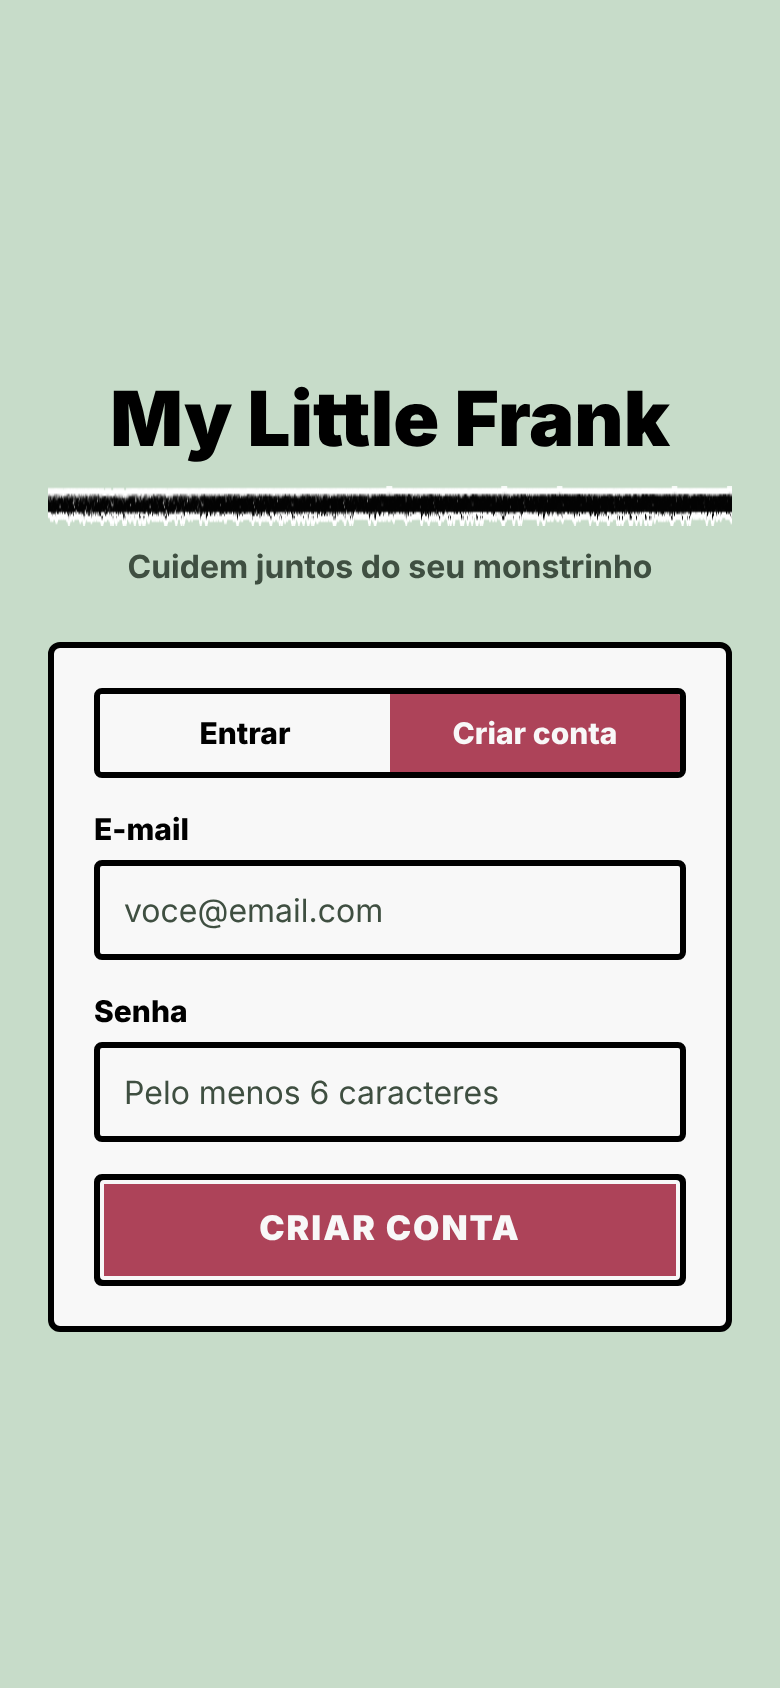 My Little Frank
Cuidem juntos do seu monstrinho
Entrar
Criar conta
E-mail
voce@email.com
Senha
Pelo menos 6 caracteres
CRIAR CONTA